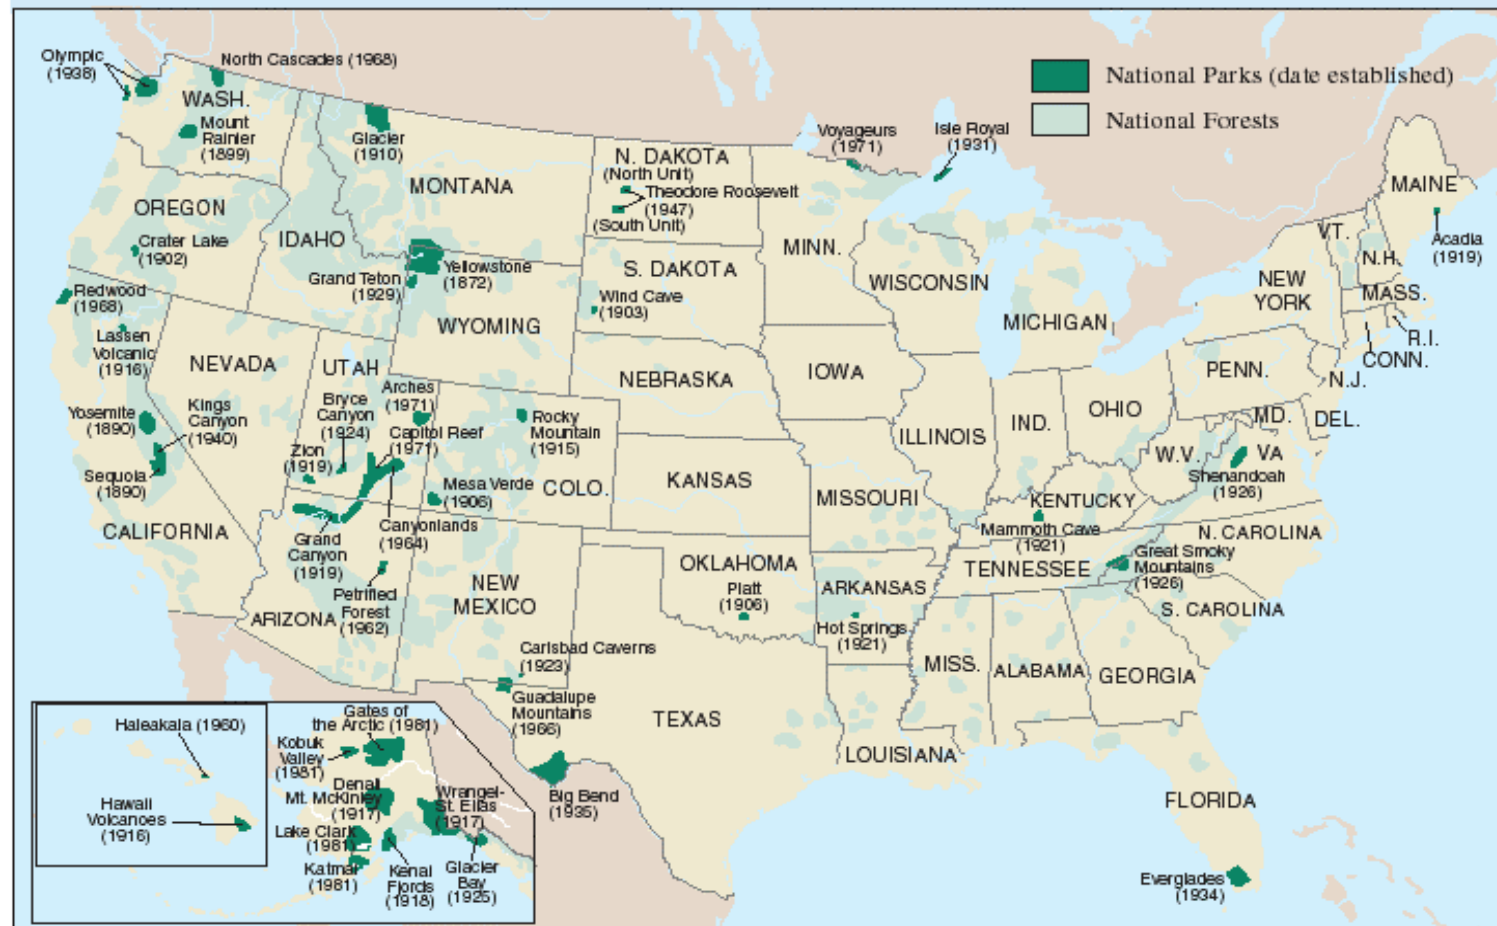 Olympic
(1938)
North Cascades (1968)
WASH.
Mount
Rainier
(1899)
Glacier
(1910)
MONTANA
OREGON
IDAHO
Crater Lake
(1902)
Redwood
(1968)
Grand Teton
(1929)
Yellowstone
(1872)
WYOMING
Lassen
Volcanic
(1916)
NEVADA
UTAH
Bryce
Canyon
(1924)
Arches
(1971)
Capitol Reef
(1971)
Zion
(1919)
Yosemite
(1890)
Kings
Canyon
(1940)
Sequoia
(1890)
CALIFORNIA
Grand
Canyon
(1919)
Canyonlands
(1964)
Petrified
Forest
(1962)
ARIZONA
Rocky
Mountain
(1915)
Mesa Verde
(1906)
COLO.
NEW
MEXICO
Carlsbad Caverns
(1923)
Guadalupe
Mountains
(1966)
Big Bend
(1935)
TEXAS
N. DAKOTA
(North Unit)
Theodore Roosevelt
(1947)
(South Unit)
S. DAKOTA
Wind Cave
(1903)
NEBRASKA
KANSAS
OKLAHOMA
Platt
(1906)
National Parks (date established)
National Forests
Voyageurs
(1971)
Isle Royal
(1931)
MINN.
WISCONSIN
MICHIGAN
IOWA
ILLINOIS
IND.
OHIO
MISSOURI
KENTUCKY
Mammoth Cave
(1921)
ARKANSAS
Hot Springs
(1921)
TENNESSEE
Great Smoky
Mountains
(1926)
N. CAROLINA
S. CAROLINA
MISS.
ALABAMA
GEORGIA
LOUISIANA
FLORIDA
Everglades
(1934)
MAINE
Acadia
(1919)
VT.
N.H.
NEW
YORK
MASS.
R.I.
CONN.
PENN.
N.J.
MD.
DEL.
W.V.
VA
Shenandoah
(1926)
Haleakala (1960)
Hawaii
Volcanoes
(1916)
Gates of
the Arctic (1981)
Kobuk
Valley
(1981)
Denali
Mt. McKinley
(1917)
Wrangel-
St. Elias
(1917)
Lake Clark
(1981)
Katmai
(1981)
Kenai
Fjords
(1918)
Glacier
Bay
(1925)